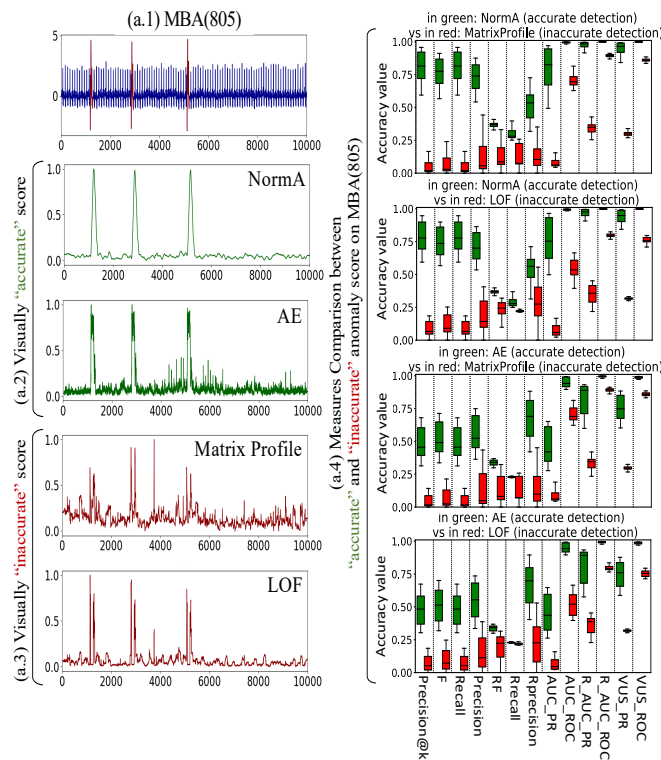 (a.1) MBA(805)
5
0
0
2000
4000
6000
8000
10000
(a.2) Visually "accurate" score
NormA
1.0
0.5
0.0
0
2000
4000
6000
8000
10000
AE
1.0
0.5
0.0
0
2000
4000
6000
8000
10000
(a.3) Visually "inaccurate" score
Matrix Profile
1.0
0.5
0.0
0
2000
4000
6000
8000
10000
LOF
1.0
0.5
0.0
0
2000
4000
6000
8000
10000
(a.4) Measures Comparison between
"accurate" and "inaccurate" anomaly score on MBA(805)
in green: NormA (accurate detection)
vs in red: MatrixProfile (inaccurate detection)
Accuracy value
1.00
0.75
0.50
0.25
0.00
in green: NormA (accurate detection)
vs in red: LOF (inaccurate detection)
Accuracy value
1.00
0.75
0.50
0.25
0.00
in green: AE (accurate detection)
vs in red: MatrixProfile (inaccurate detection)
Accuracy value
1.00
0.75
0.50
0.25
0.00
in green: AE (accurate detection)
vs in red: LOF (inaccurate detection)
Accuracy value
1.00
0.75
0.50
0.25
0.00
Precision@k
F
Recall
Precision
RF
Rrecall
Rprecision
AUC_PR
AUC_ROC
R_AUC_PR
R_AUC_ROC
VUS_PR
VUS_ROC